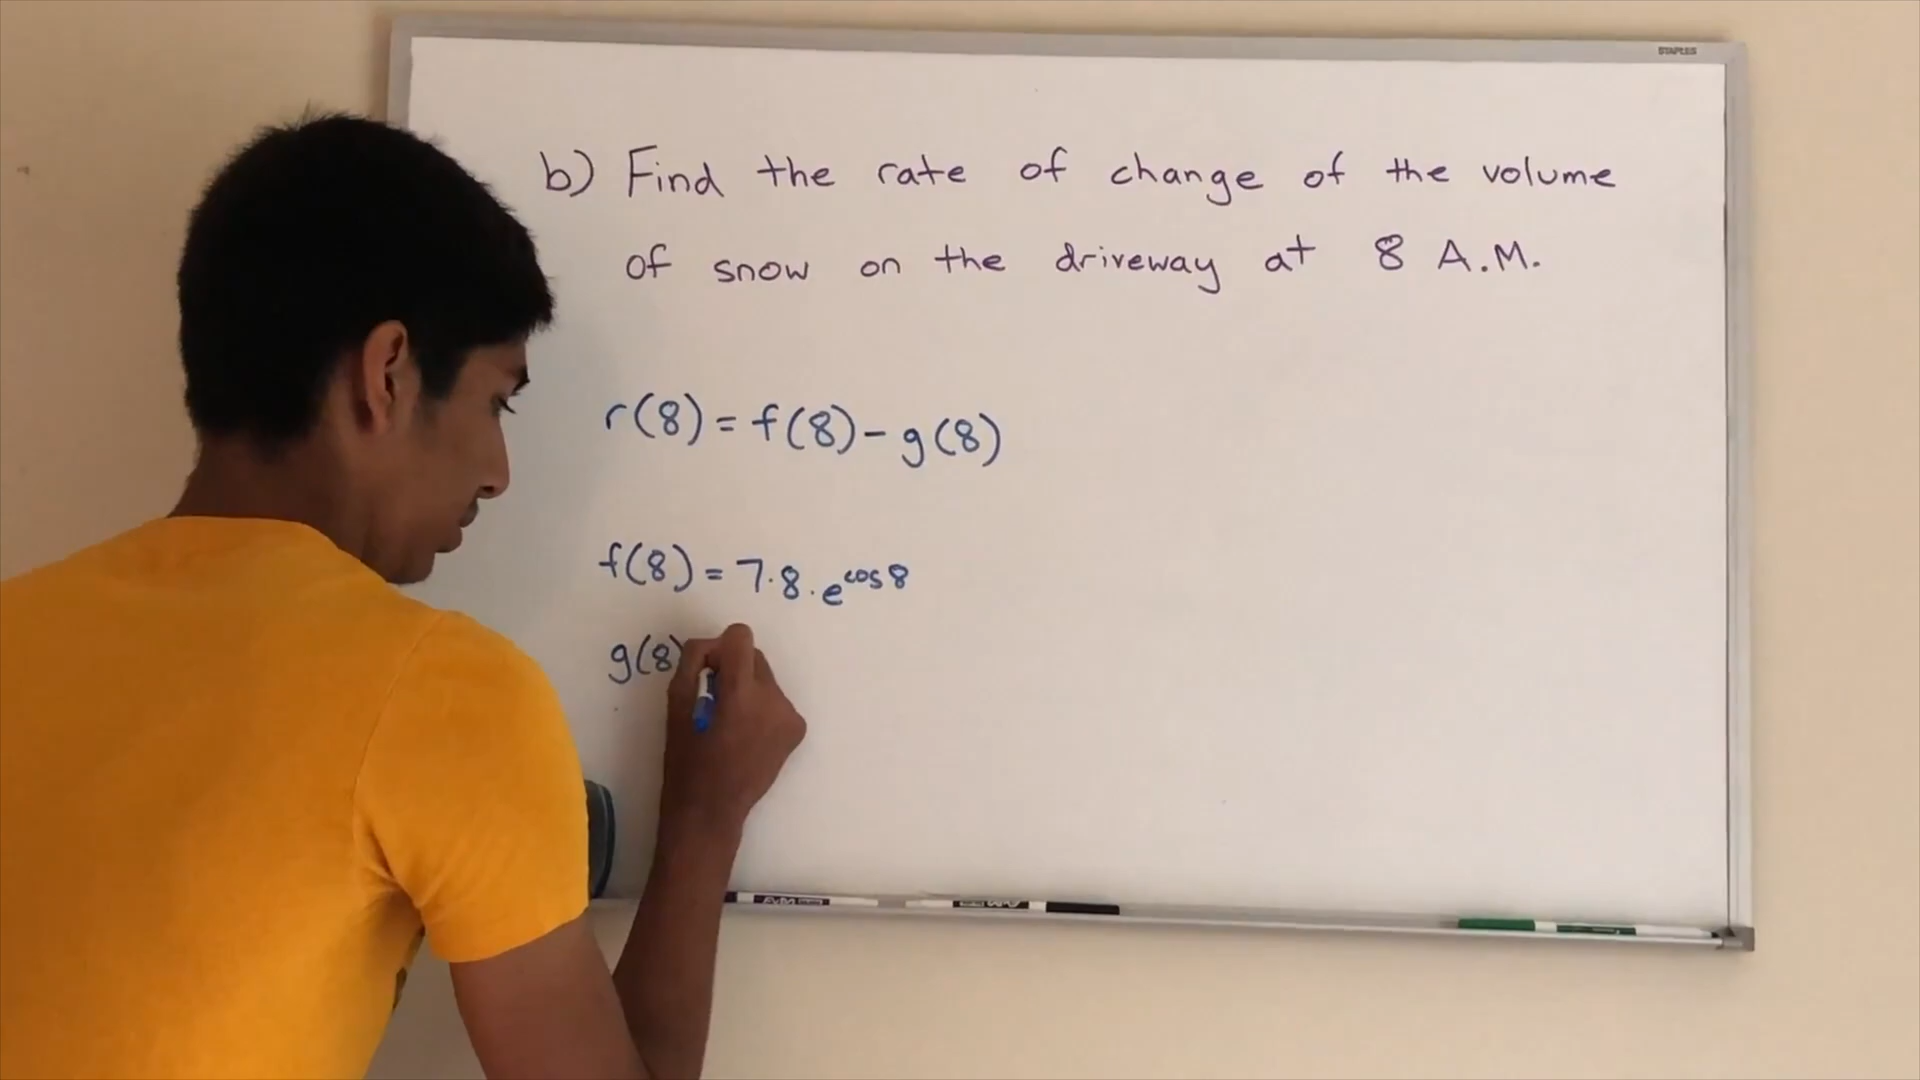 STAPLES
b) Find the rate of change of the volume
of snow on the driveway at 8 A.M.
r(8) = f(8) - g(8)
f(8) = 7·8·e^cos 8
g(8)